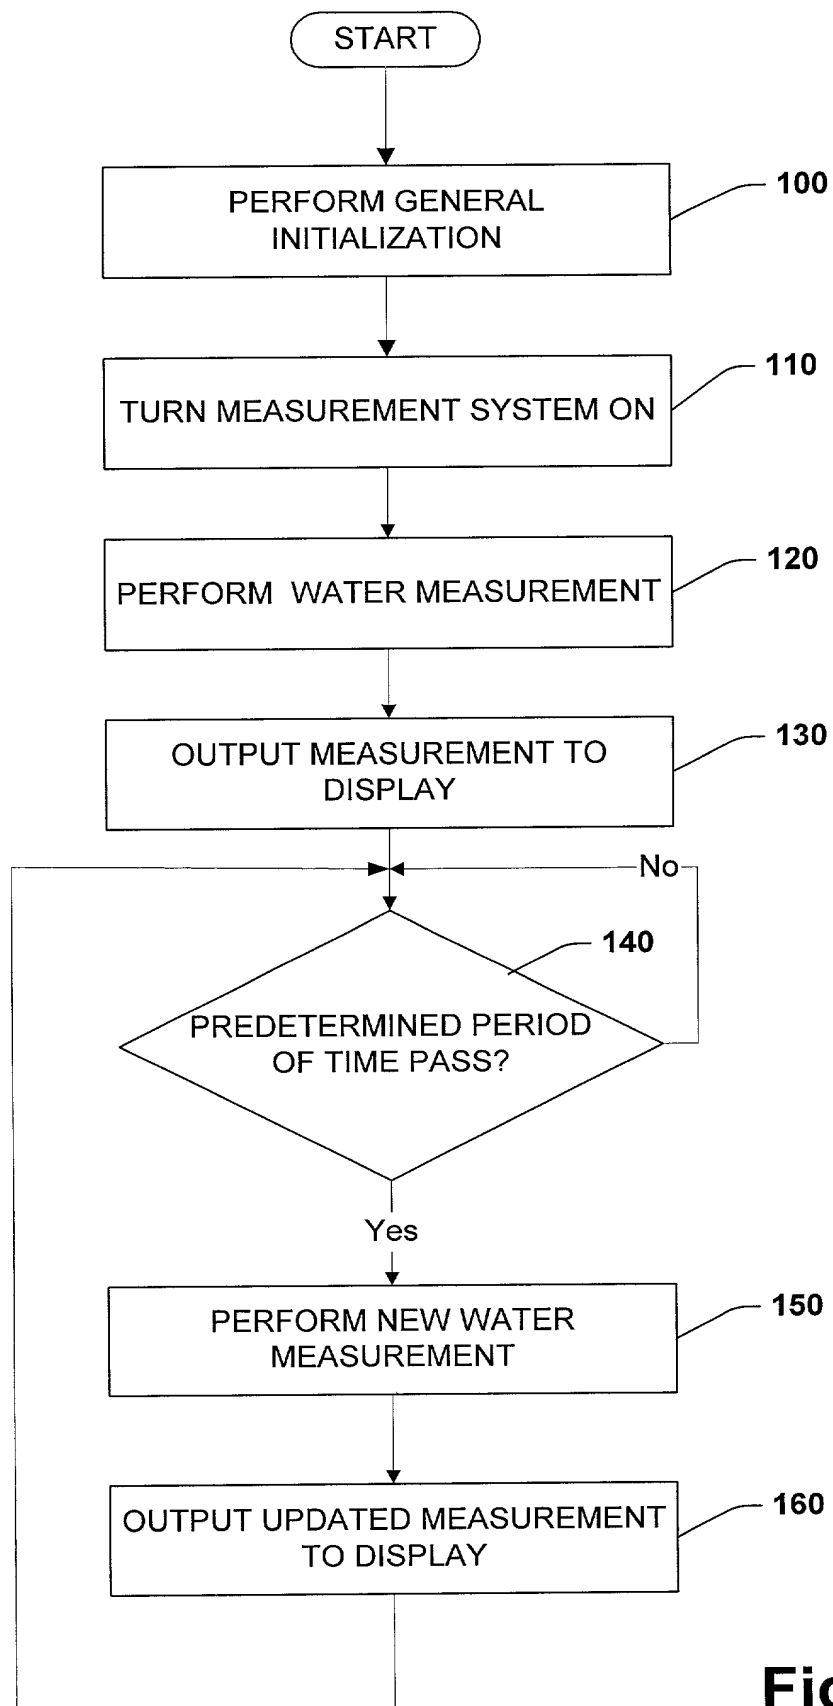 START
PERFORM GENERAL
INITIALIZATION
100
TURN MEASUREMENT SYSTEM ON
110
PERFORM WATER MEASUREMENT
120
OUTPUT MEASUREMENT TO
DISPLAY
130
No
140
PREDETERMINED PERIOD
OF TIME PASS?
Yes
PERFORM NEW WATER
MEASUREMENT
150
OUTPUT UPDATED MEASUREMENT
TO DISPLAY
160